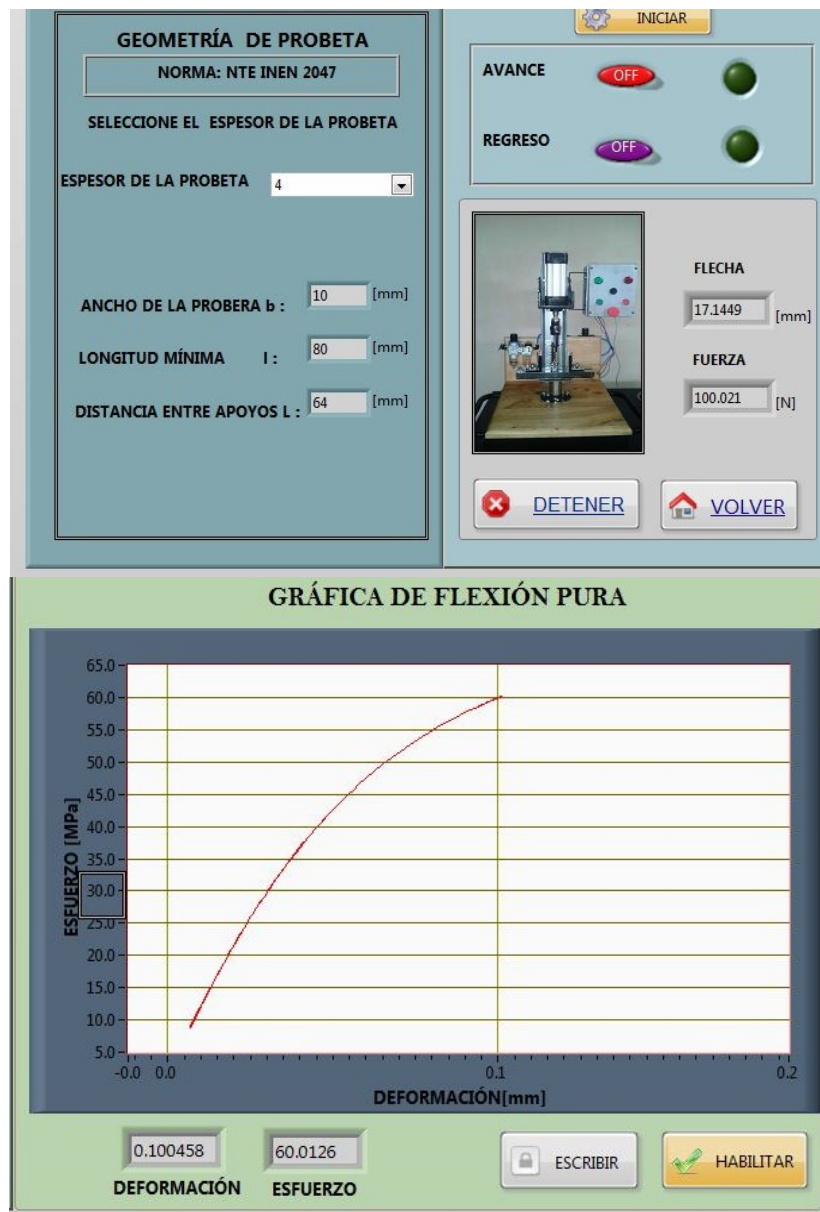 GEOMETRÍA DE PROBETA
NORMA: NTE INEN 2047
SELECCIONE EL ESPESOR DE LA PROBETA
ESPESOR DE LA PROBETA 4
ANCHO DE LA PROBERA b : 10 [mm]
LONGITUD MÍNIMA l : 80 [mm]
DISTANCIA ENTRE APOYOS L : 64 [mm]
INICIAR
AVANCE OFF
REGRESO OFF
FLECHA
17.1449 [mm]
FUERZA
100.021 [N]
DETENER VOLVER
GRÁFICA DE FLEXIÓN PURA
ESFUERZO [MPa]
65.0
60.0
55.0
50.0
45.0
40.0
35.0
30.0
25.0
20.0
15.0
10.0
5.0
-0.0 0.0 0.1 0.2
DEFORMACIÓN[mm]
0.100458 60.0126
DEFORMACIÓN ESFUERZO
ESCRIBIR HABILITAR